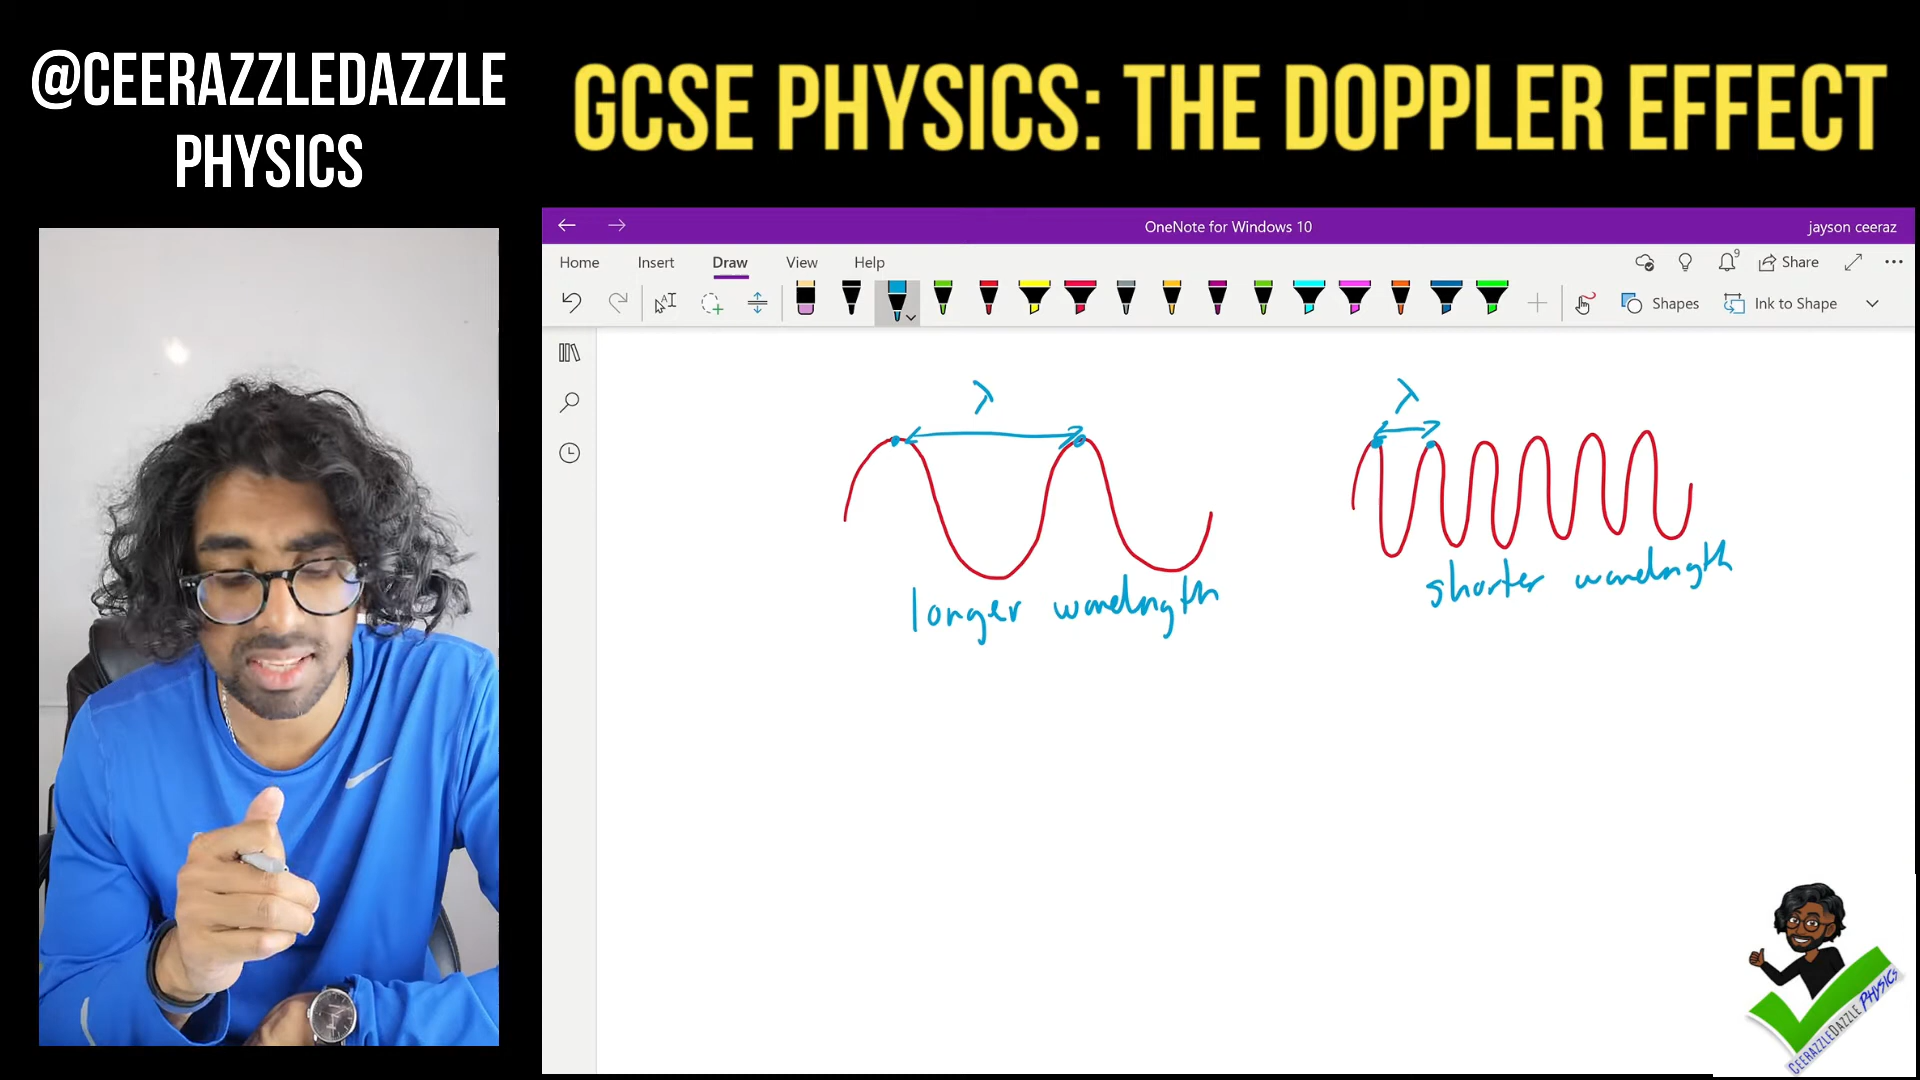 @CEERAZZLEDAZZLE
PHYSICS
GCSE PHYSICS: THE DOPPLER EFFECT
OneNote for Windows 10
jayson ceeraz
Home Insert Draw View Help
9
Share
Shapes
Ink to Shape
λ
λ
longer wavelength
shorter wavelength
CEERAZZLEDAZZLE PHYSICS